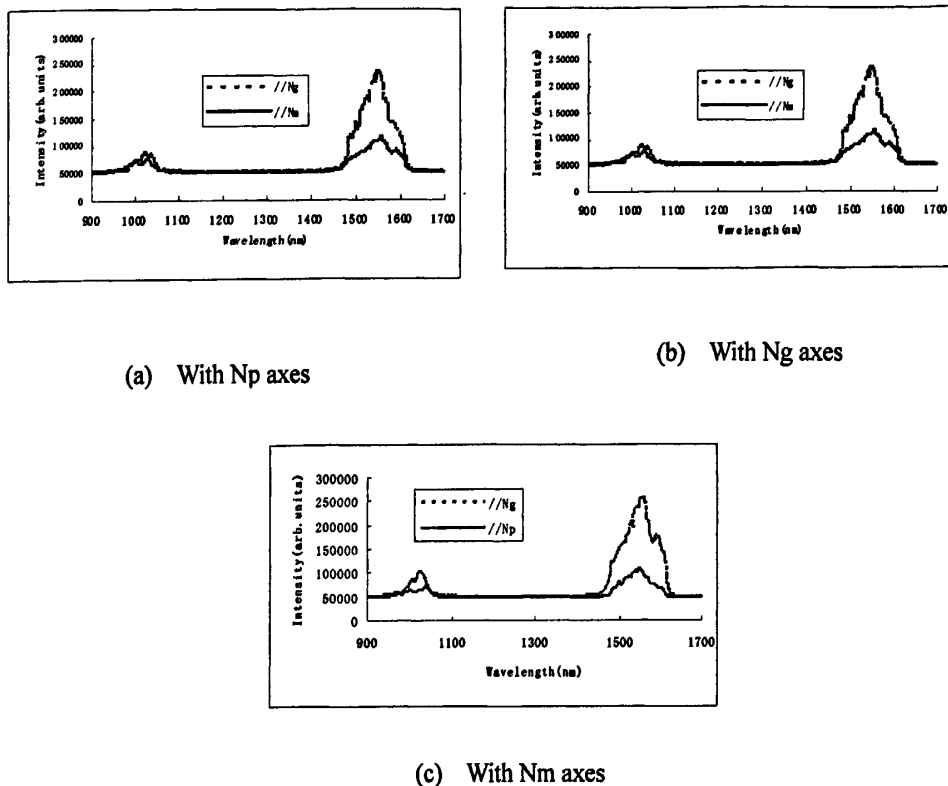 300000
250000
200000
150000
100000
50000
0
Intensity(arb.units)
//Ng
//Nm
900 1000 1100 1200 1300 1400 1500 1600 1700
Wavelength(nm)
(a) With Np axes
300000
250000
200000
150000
100000
50000
0
Intensity(arb.units)
//Ng
//Nm
900 1000 1100 1200 1300 1400 1500 1600 1700
Wavelength(nm)
(b) With Ng axes
300000
250000
200000
150000
100000
50000
0
Intensity(arb.units)
//Ng
//Np
900 1100 1300 1500 1700
Wavelength(nm)
(c) With Nm axes